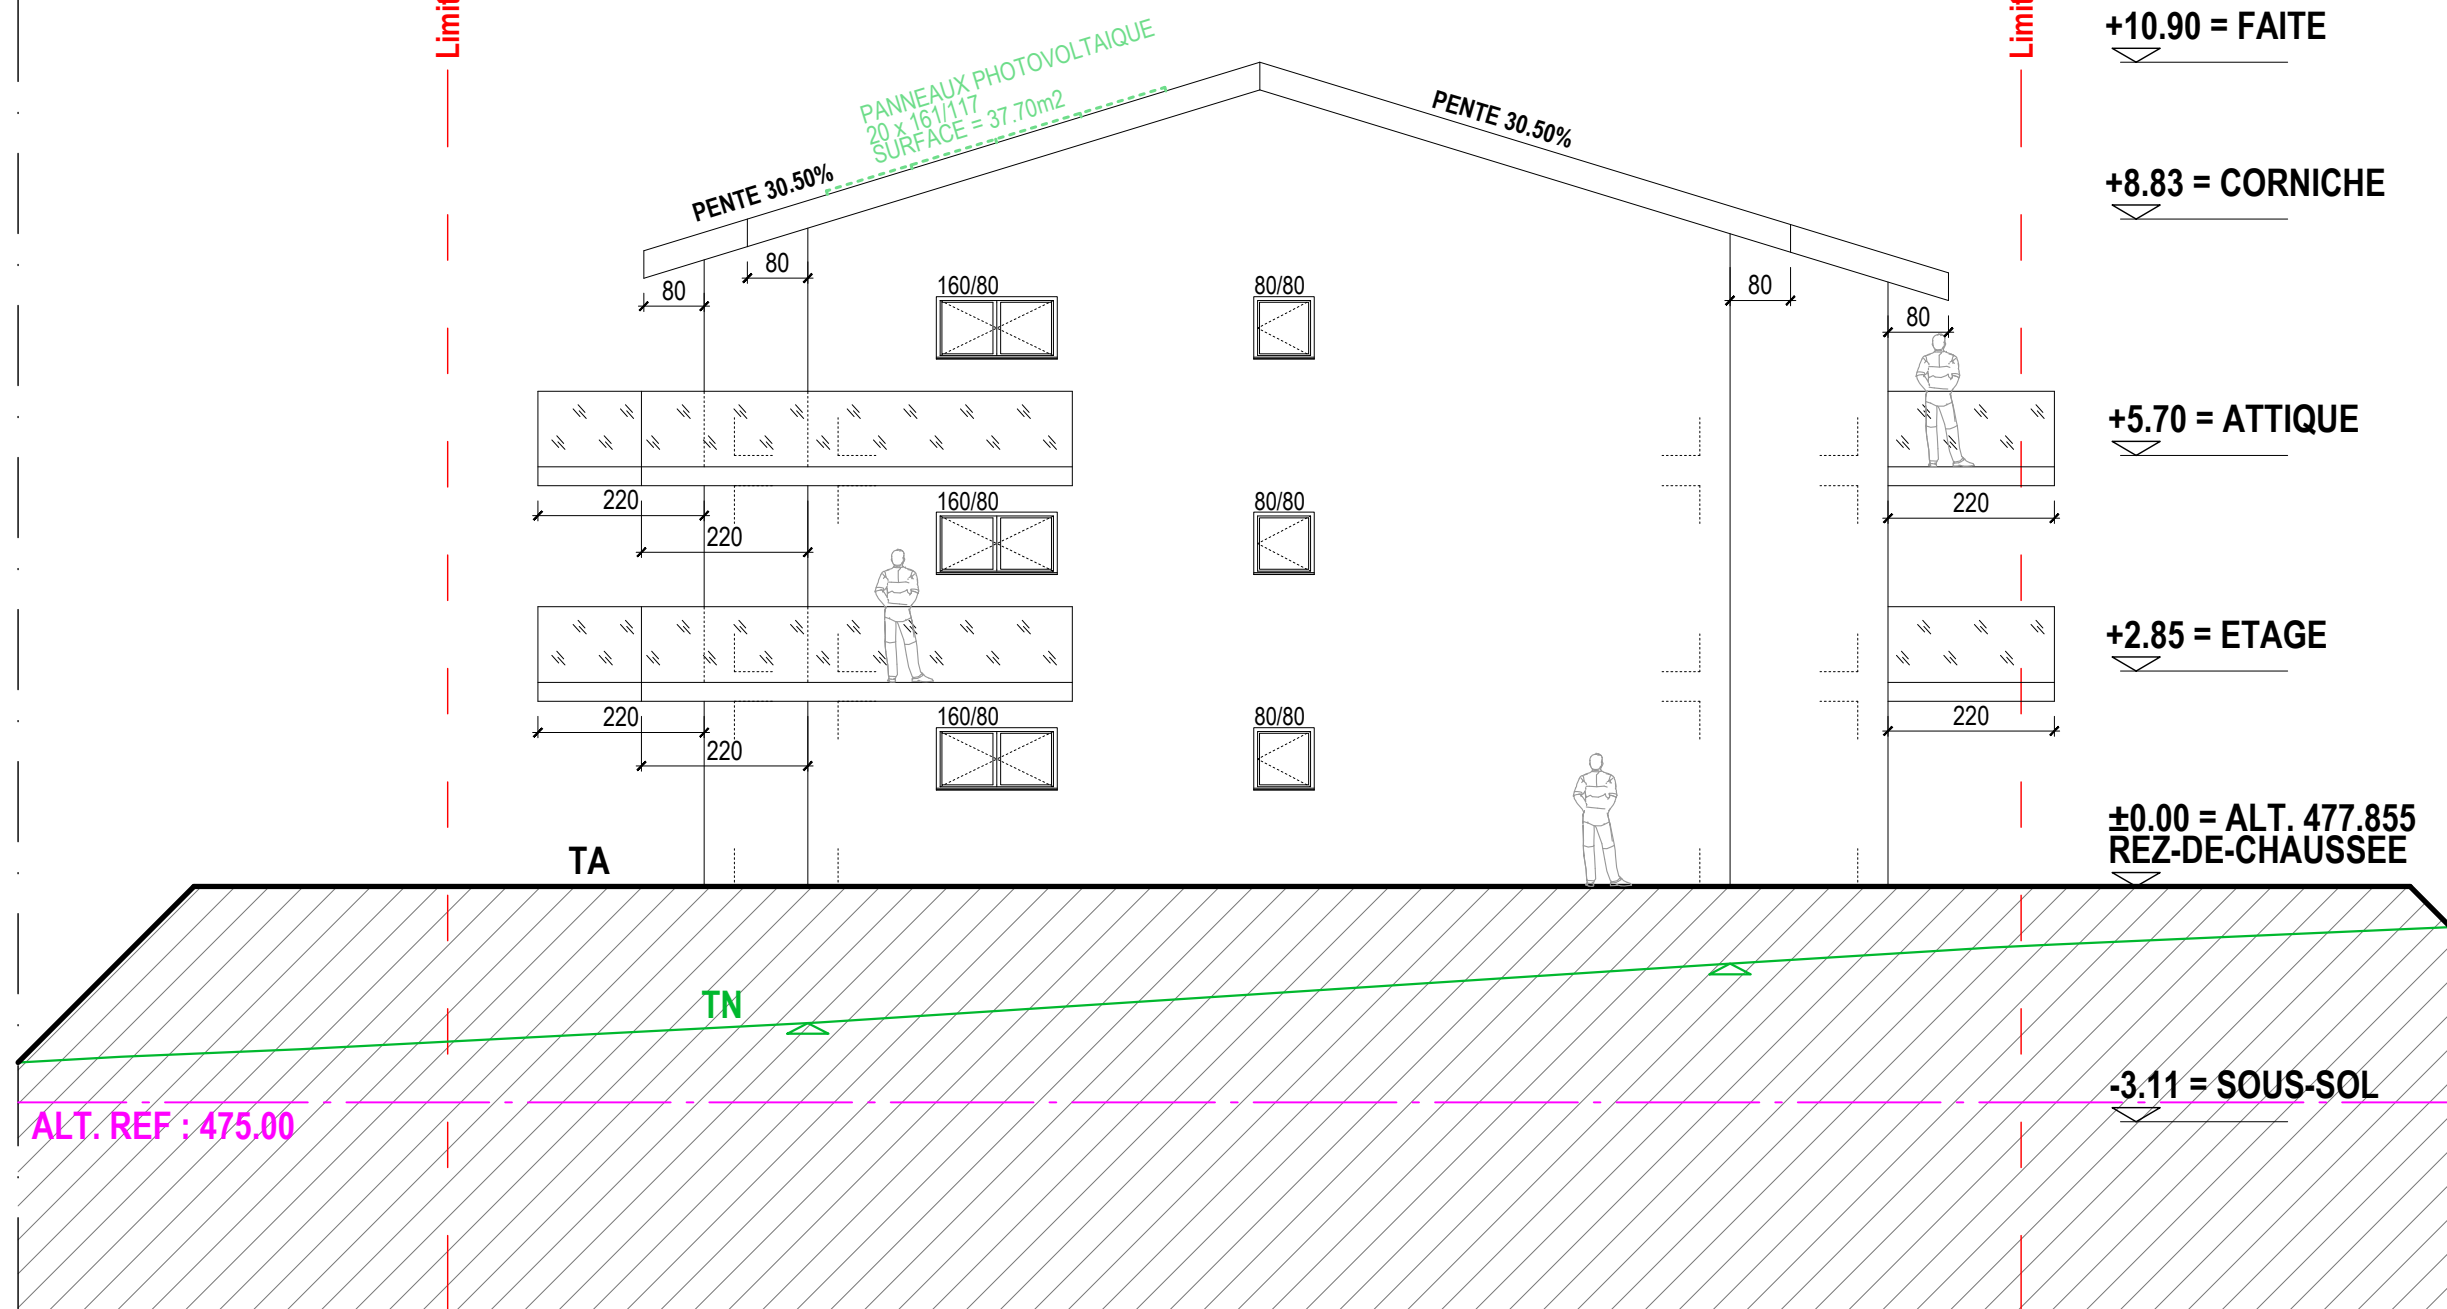 Limit
Limit
+10.90 = FAITE
PANNEAUX PHOTOVOLTAIQUE
20 x 161/117
SURFACE = 37.70m2
PENTE 30.50%
PENTE 30.50%
+8.83 = CORNICHE
80
80
80
80
160/80
80/80
+5.70 = ATTIQUE
220
220
160/80
80/80
220
+2.85 = ETAGE
220
220
160/80
80/80
220
±0.00 = ALT. 477.855
REZ-DE-CHAUSSEE
TA
TN
-3.11 = SOUS-SOL
ALT. REF : 475.00